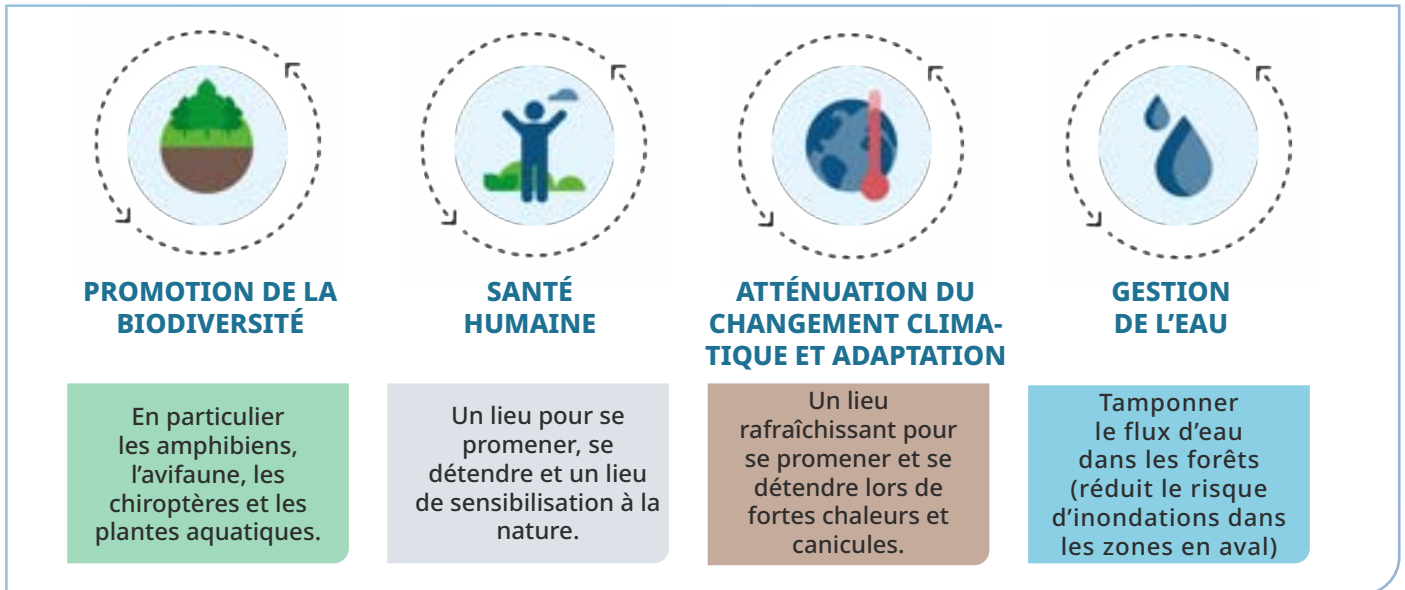 PROMOTION DE LA
BIODIVERSITÉ
En particulier
les amphibiens,
l'avifaune, les
chiroptères et les
plantes aquatiques.
SANTÉ
HUMAINE
Un lieu pour se
promener, se
détendre et un lieu
de sensibilisation à la
nature.
ATTÉNUATION DU
CHANGEMENT CLIMA-
TIQUE ET ADAPTATION
Un lieu
rafraîchissant pour
se promener et se
détendre lors de
fortes chaleurs et
canicules.
GESTION
DE L'EAU
Tamponner
le flux d'eau
dans les forêts
(réduit le risque
d'inondations dans
les zones en aval)